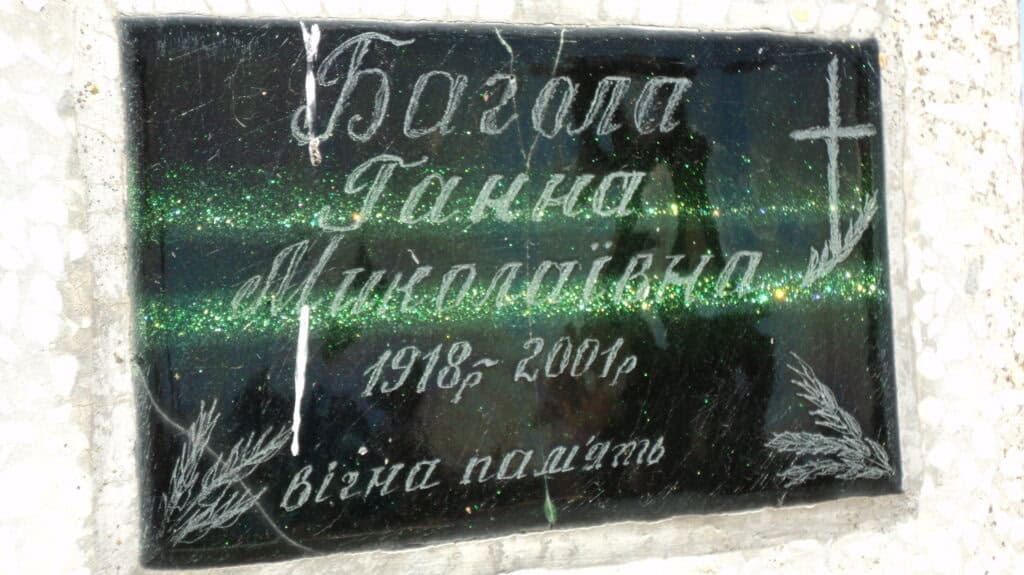 Багола
Ганна
Миколаївна
1918р - 2001р
вічна пам'ять